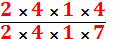 2 × 4 × 1 × 4
2 × 4 × 1 × 7